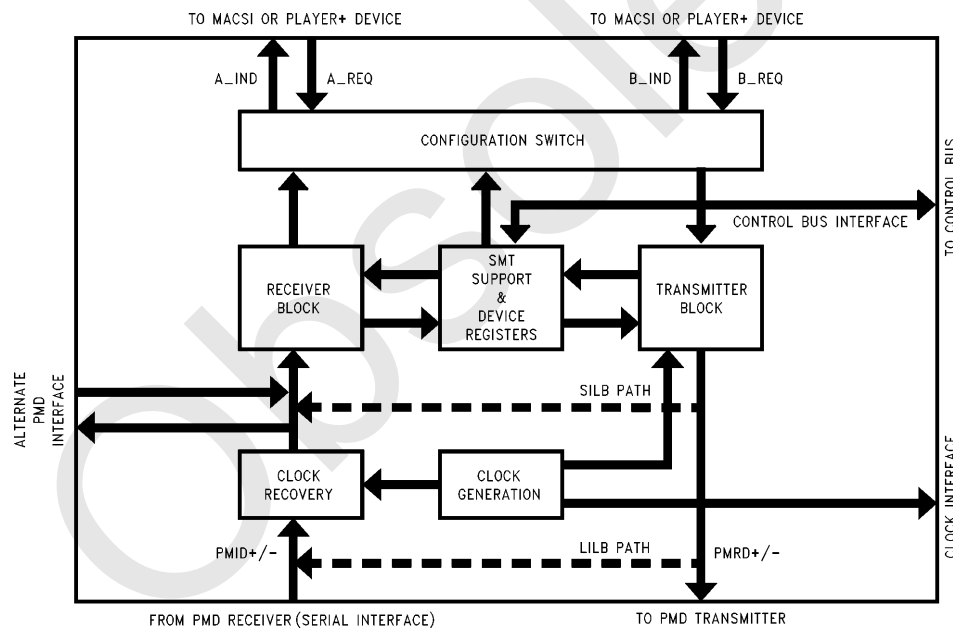 TO MACSI OR PLAYER+ DEVICE
TO MACSI OR PLAYER+ DEVICE
A_IND
A_REQ
B_IND
B_REQ
CONFIGURATION SWITCH
TO CONTROL BUS
CONTROL BUS INTERFACE
RECEIVER
BLOCK
SMT
SUPPORT
&
DEVICE
REGISTERS
TRANSMITTER
BLOCK
ALTERNATE
PMD
INTERFACE
SILB PATH
CLOCK
RECOVERY
CLOCK
GENERATION
CLOCK INTERFACE
PMID+/-
LILB PATH
PMRD+/-
FROM PMD RECEIVER (SERIAL INTERFACE)
TO PMD TRANSMITTER
Obsolete